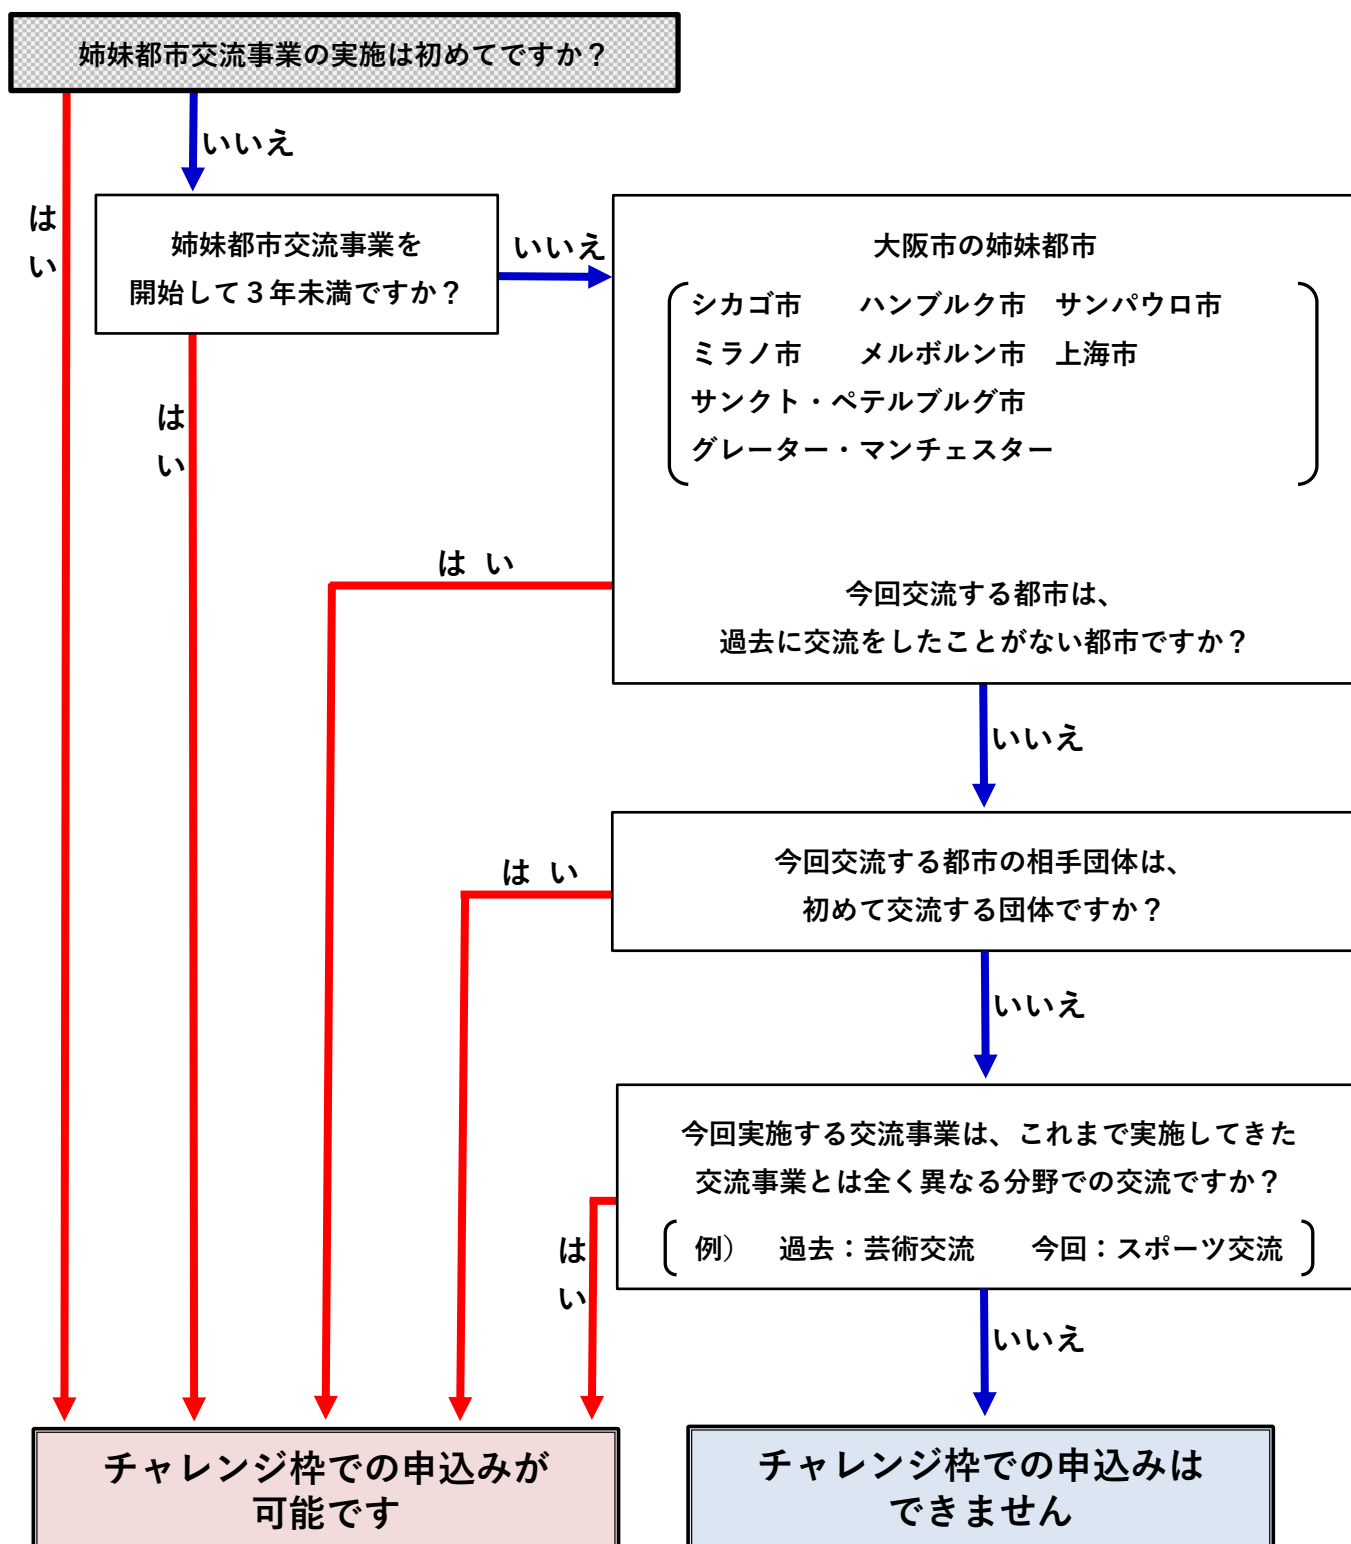 姉妹都市交流事業の実施は初めてですか？
いいえ
はい
姉妹都市交流事業を
開始して３年未満ですか？
いいえ
はい
大阪市の姉妹都市
シカゴ市　ハンブルク市　サンパウロ市
ミラノ市　メルボルン市　上海市
サンクト・ペテルブルグ市
グレーター・マンチェスター
今回交流する都市は、
過去に交流をしたことがない都市ですか？
はい
いいえ
今回交流する都市の相手団体は、
初めて交流する団体ですか？
はい
いいえ
今回実施する交流事業は、これまで実施してきた
交流事業とは全く異なる分野での交流ですか？
例）　過去：芸術交流　今回：スポーツ交流
はい
いいえ
チャレンジ枠での申込みが
可能です
チャレンジ枠での申込みは
できません